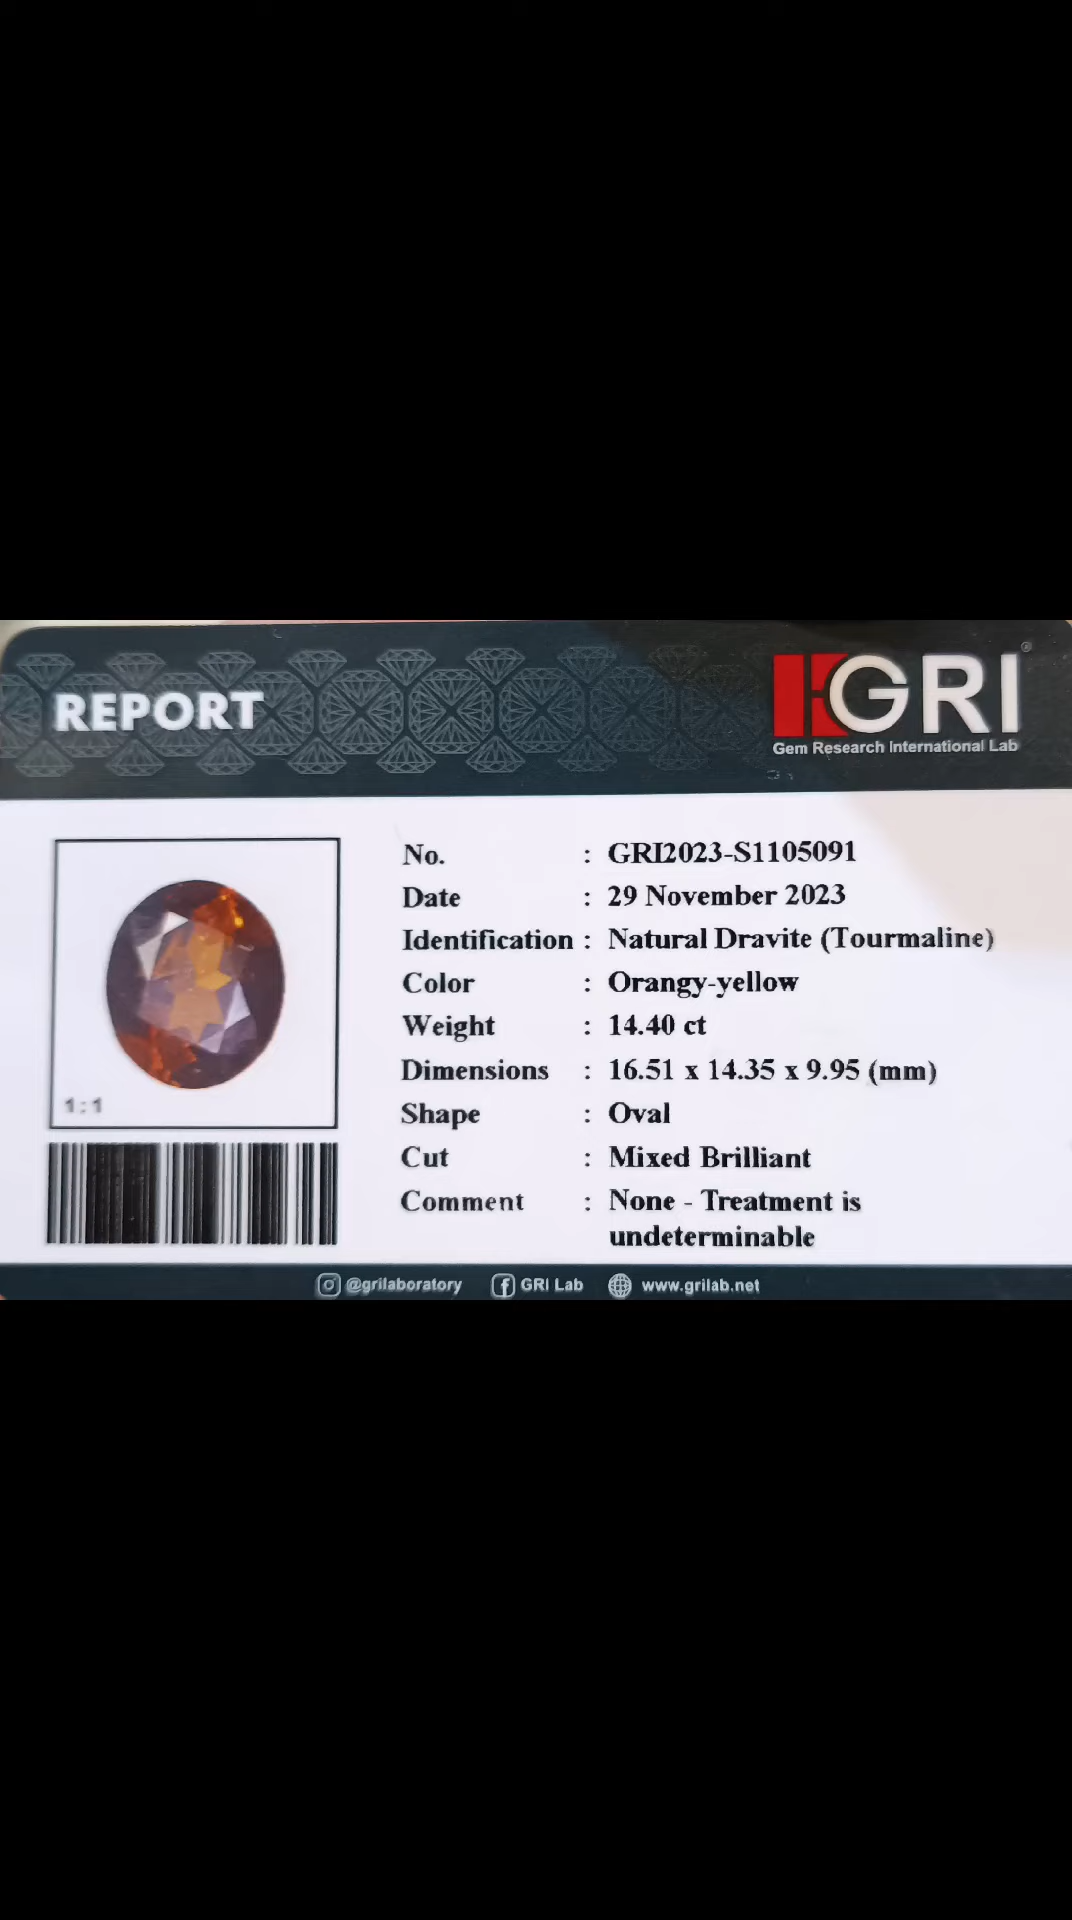 REPORT
GRI®
Gem Research International Lab
No. : GRI2023-S1105091
Date : 29 November 2023
Identification : Natural Dravite (Tourmaline)
Color : Orangy-yellow
Weight : 14.40 ct
Dimensions : 16.51 x 14.35 x 9.95 (mm)
Shape : Oval
Cut : Mixed Brilliant
Comment : None - Treatment is
undeterminable
1:1
@grilaboratory GRI Lab www.grilab.net